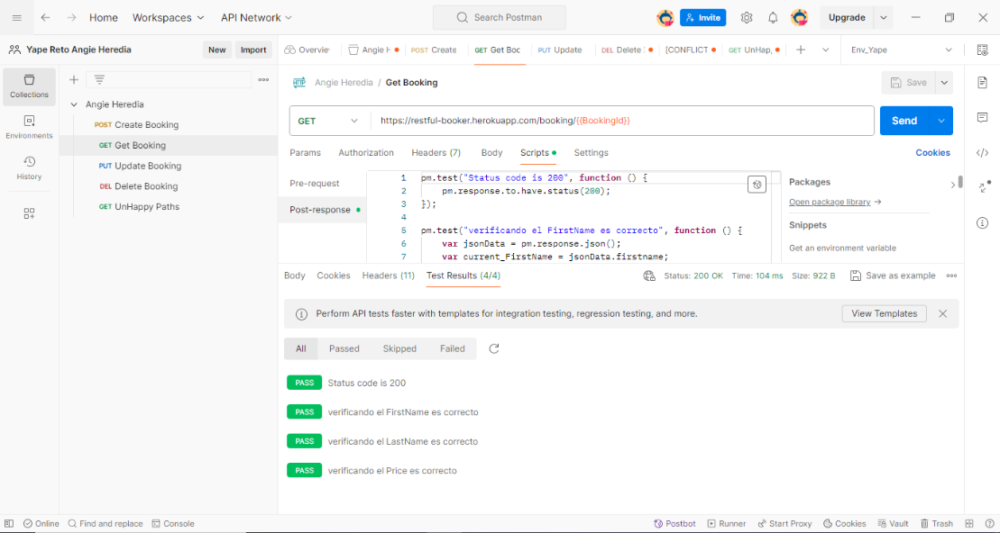 Home Workspaces API Network Search Postman Invite Upgrade
Yape Reto Angie Heredia New Import Overvie Angie H POST Create GET Get Boo PUT Update DEL Delete [CONFLICT GET UnHap, Env_Yape
Collections
Environments
History
Angie Heredia
POST Create Booking
GET Get Booking
PUT Update Booking
DEL Delete Booking
GET UnHappy Paths
HTTP Angie Heredia / Get Booking Save
GET https://restful-booker.herokuapp.com/booking/{{BookingId}} Send
Params Authorization Headers (7) Body Scripts Settings Cookies
Pre-request
Post-response
1 pm.test("Status code is 200", function () {
2 pm.response.to.have.status(200);
3 });
4
5 pm.test("verificando el FirstName es correcto", function () {
6 var jsonData = pm.response.json();
7 var current_FirstName = jsonData.firstname;
Packages
Open package library →
Snippets
Get an environment variable
Body Cookies Headers (11) Test Results (4/4) Status: 200 OK Time: 104 ms Size: 922 B Save as example
Perform API tests faster with templates for integration testing, regression testing, and more. View Templates
All Passed Skipped Failed
PASS Status code is 200
PASS verificando el FirstName es correcto
PASS verificando el LastName es correcto
PASS verificando el Price es correcto
Online Find and replace Console Postbot Runner Start Proxy Cookies Vault Trash